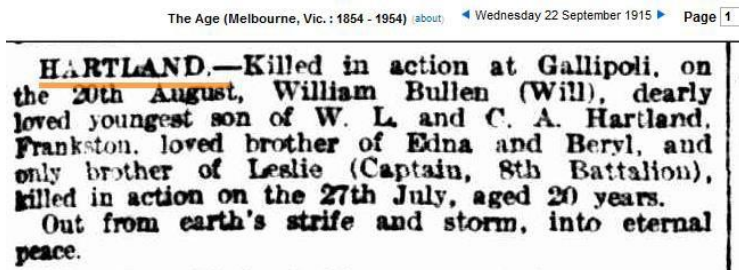 The Age (Melbourne, Vic. : 1854 - 1954) (about) Wednesday 22 September 1915 Page 1
HARTLAND.—Killed in action at Gallipoli, on
the 20th August, William Bullen (Will), dearly
loved youngest son of W. L. and C. A. Hartland,
Frankston, loved brother of Edna and Beryl, and
only brother of Leslie (Captain, 8th Battalion),
killed in action on the 27th July, aged 20 years.
Out from earth's strife and storm, into eternal
peace.